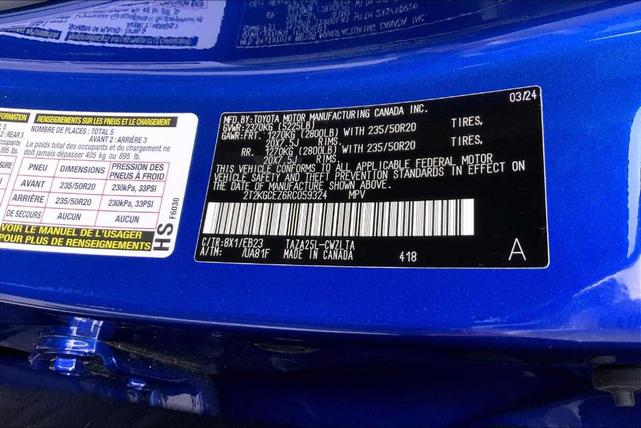 RENSEIGNEMENTS SUR LES PNEUS ET LE CHARGEMENT
NOMBRE DE PLACES : TOTAL 5
AVANT 2 : ARRIÈRE 3
Le poids total des occupants et du chargement ne
doit jamais dépasser 405 kg ou 895 lb.
PNEU DIMENSIONS PRESSION DES PNEUS À FROID
AVANT 235/50R20 230kPa, 33PSI
ARRIÈRE 235/50R20 230kPa, 33PSI
DE SECOURS AUCUN AUCUN
VOIR LE MANUEL DE L'USAGER
POUR PLUS DE RENSEIGNEMENTS
HS F6030
03/24
MFD.BY:TOYOTA MOTOR MANUFACTURING CANADA INC.
GVWR:2370KG (5225LB)
GAWR:FRT. 1270KG (2800LB) WITH 235/50R20 TIRES,
20X7.5J RIMS
RR. 1270KG (2800LB) WITH 235/50R20 TIRES,
20X7.5J RIMS
THIS VEHICLE CONFORMS TO ALL APPLICABLE FEDERAL MOTOR
VEHICLE SAFETY AND THEFT PREVENTION STANDARDS IN EFFECT ON
THE DATE OF MANUFACTURE SHOWN ABOVE.
2T2KGCEZ6RC059324 MPV
C/TR:8X1/EB23 TAZA25L-CWZLTA
A/TM: /UA81F MADE IN CANADA 418
A